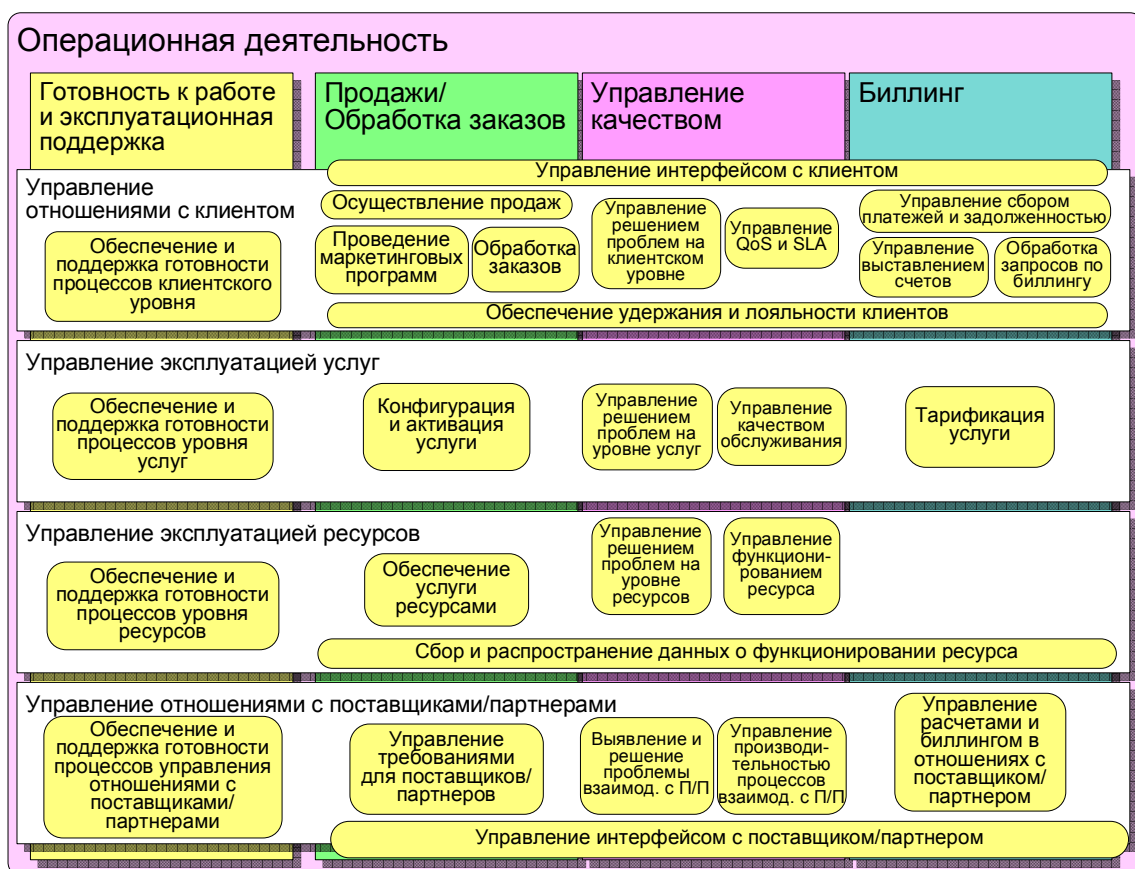 Операционная деятельность
Готовность к работе
и эксплуатационная
поддержка
Продажи/
Обработка заказов
Управление
качеством
Биллинг
Управление
отношениями с клиентом
Управление интерфейсом с клиентом
Обеспечение и
поддержка готовности
процессов клиентского
уровня
Осуществление продаж
Проведение
маркетинговых
программ
Обработка
заказов
Управление
решением
проблем на
клиентском
уровне
Управление
QoS и SLA
Управление сбором
платежей и задолженностью
Управление
выставлением
счетов
Обработка
запросов по
биллингу
Обеспечение удержания и лояльности клиентов
Управление эксплуатацией услуг
Обеспечение и
поддержка готовности
процессов уровня
услуг
Конфигурация
и активация
услуги
Управление
решением
проблем на
уровне услуг
Управление
качеством
обслуживания
Тарификация
услуги
Управление эксплуатацией ресурсов
Обеспечение и
поддержка готовности
процессов уровня
ресурсов
Обеспечение
услуги
ресурсами
Управление
решением
проблем на
уровне
ресурсов
Управление
функциони-
рованием
ресурса
Сбор и распространение данных о функционировании ресурса
Управление отношениями с поставщиками/партнерами
Обеспечение и
поддержка готовности
процессов управления
отношениями с
поставщиками/
партнерами
Управление
требованиями
для поставщиков/
партнеров
Выявление и
решение
проблемы
взаимод. с П/П
Управление
производи-
тельностью
процессов
взаимод. с П/П
Управление
расчетами и
биллингом в
отношениях с
поставщиком/
партнером
Управление интерфейсом с поставщиком/партнером